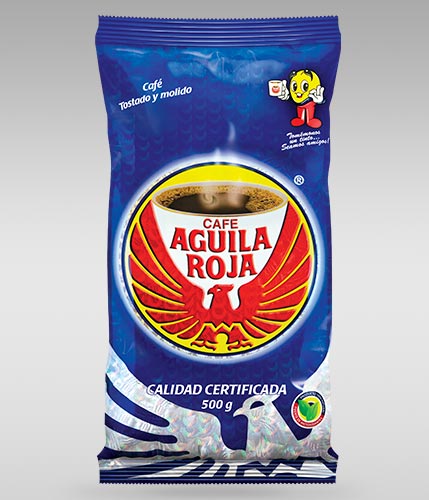 Café
Tostado y molido
Tomémonos
un tinto...
Seamos amigos!
®
CAFE
AGUILA
ROJA
CALIDAD CERTIFICADA
500 g